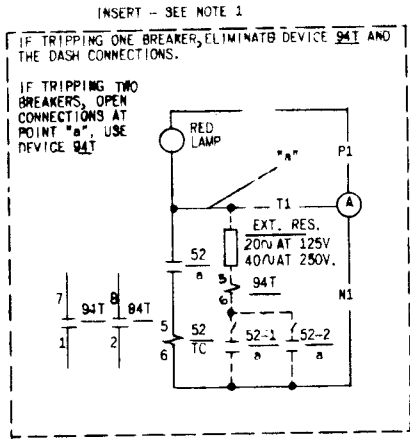 INSERT - SEE NOTE 1
IF TRIPPING ONE BREAKER, ELIMINATE DEVICE 94T AND
THE DASH CONNECTIONS.
IF TRIPPING TWO
BREAKERS, OPEN
CONNECTIONS AT
POINT "a", USE
DEVICE 94T
RED
LAMP
"a"
P1
T1
A
EXT. RES.
20Ω AT 125V
40Ω AT 250V.
52
a
5
94T
6
N1
7
94T
8
94T
1
2
5
52
6
TC
52-1
a
52-2
a